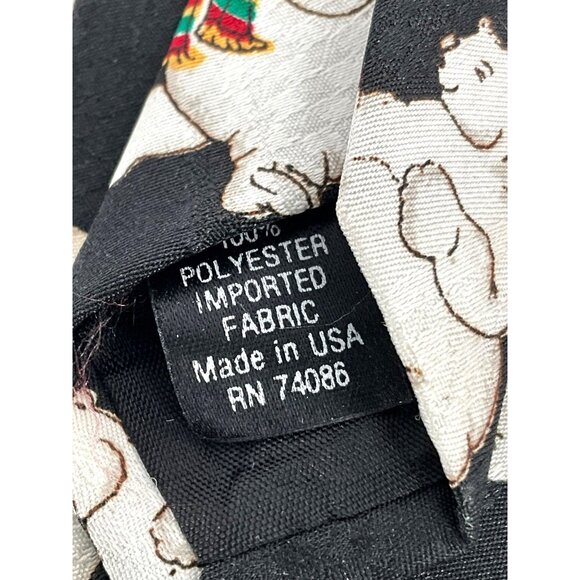 100%
POLYESTER
IMPORTED
FABRIC
Made in USA
RN 74086